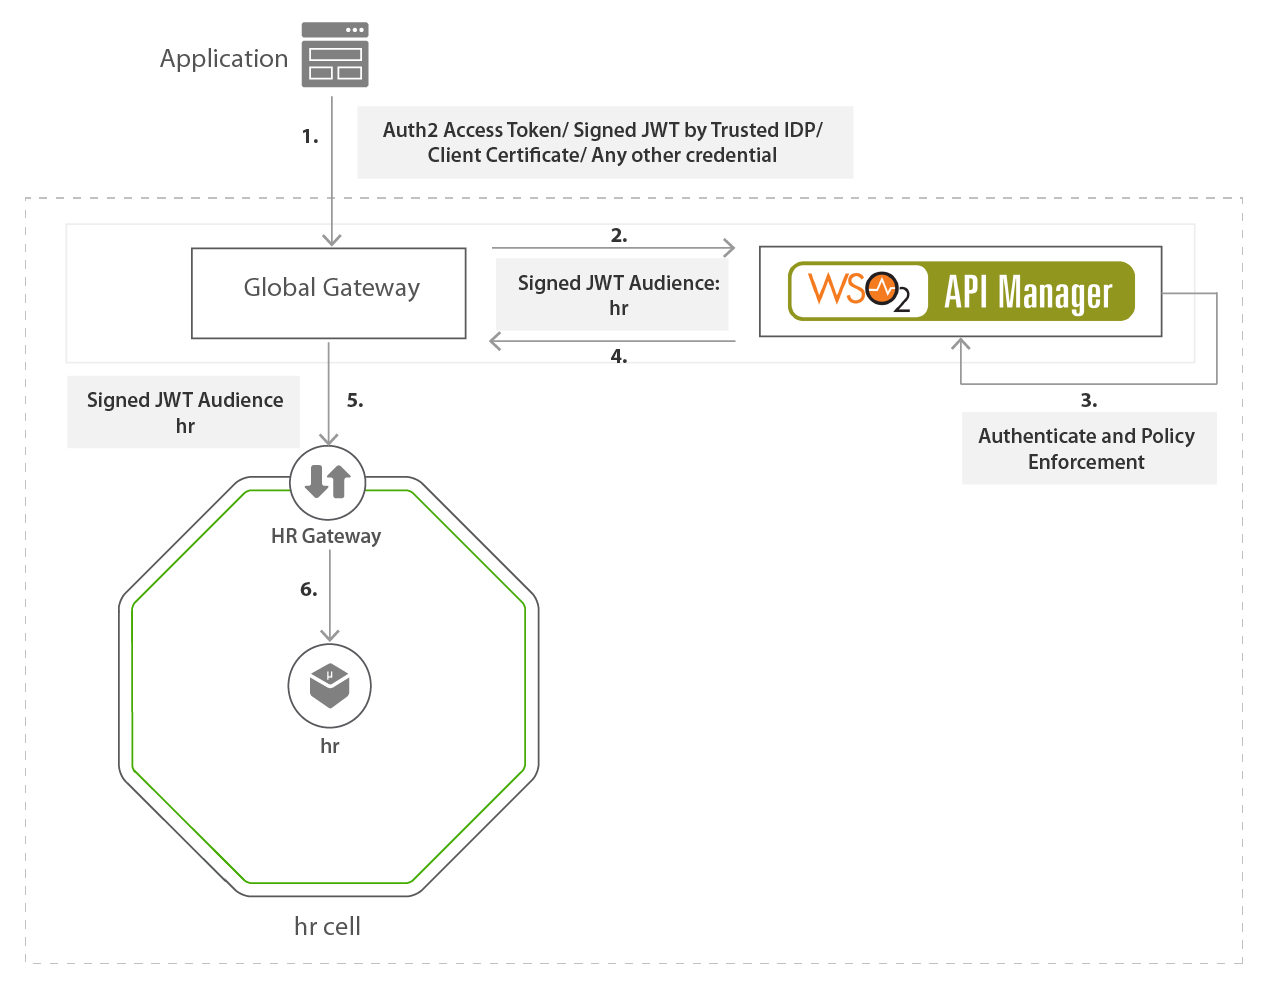 Application
1.
Auth2 Access Token/ Signed JWT by Trusted IDP/
Client Certificate/ Any other credential
Global Gateway
2.
Signed JWT Audience:
hr
4.
WSO2 API Manager
3.
Authenticate and Policy
Enforcement
Signed JWT Audience
hr
5.
HR Gateway
6.
µ
hr
hr cell